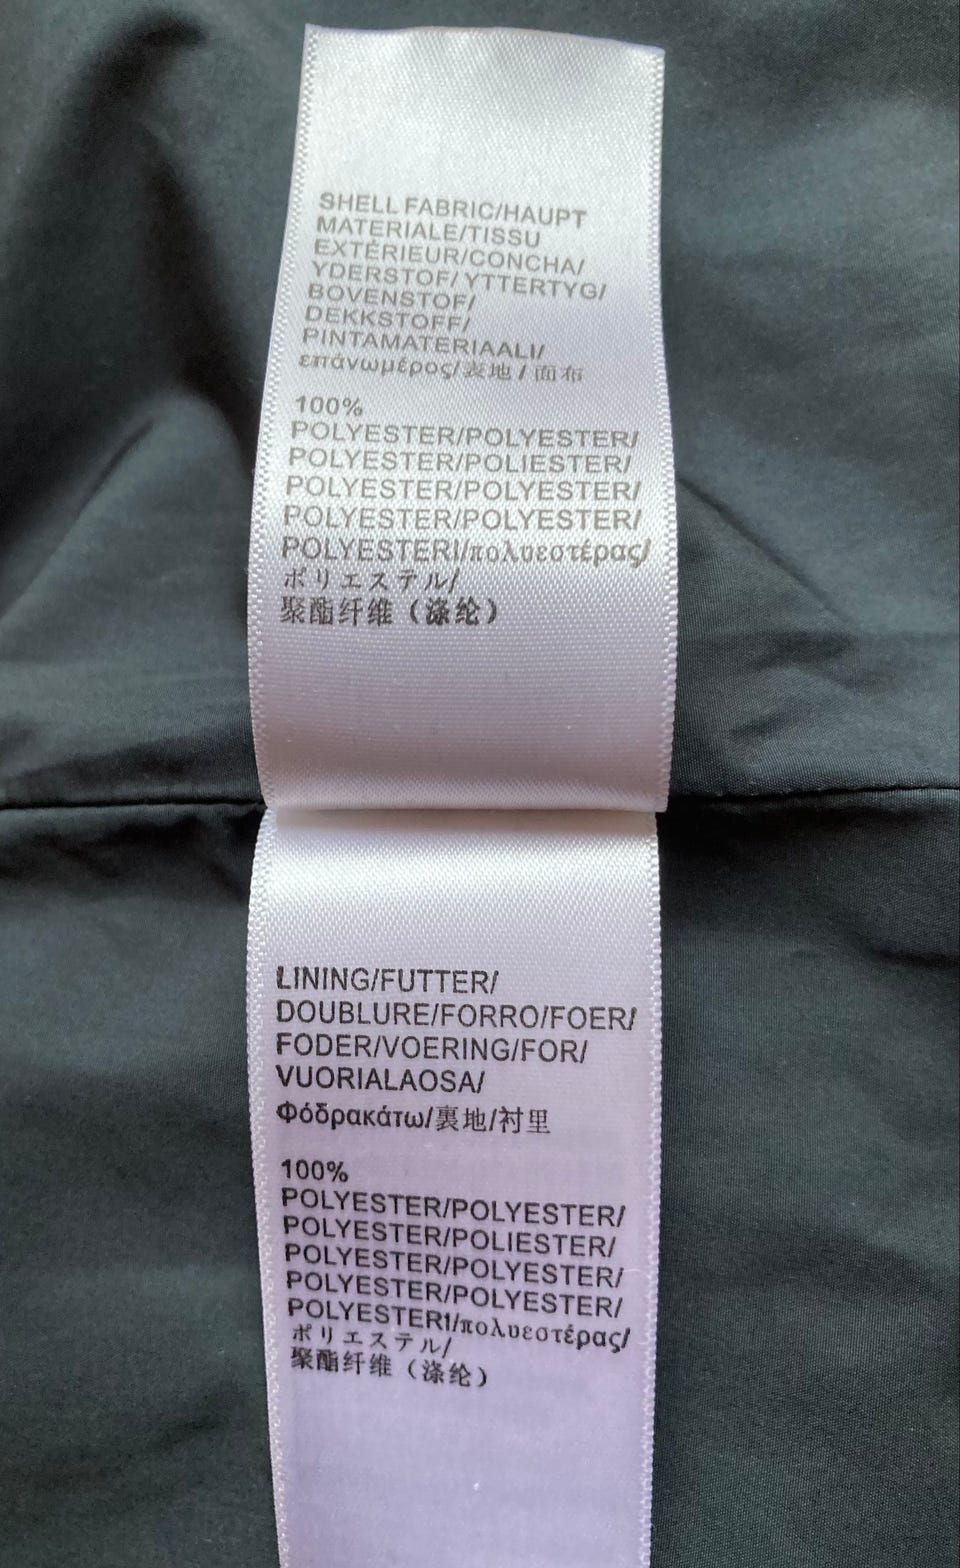 SHELL FABRIC/HAUPT
MATERIALE/TISSU
EXTÉRIEUR/CONCHA/
YDERSTOF/YTTERTYG/
BOVENSTOF/
DEKKSTOFF/
PINTAMATERIAALI/
επάνωμέρος/表地/面布
100%
POLYESTER/POLYESTER/
POLYESTER/POLIESTER/
POLYESTER/POLYESTER/
POLYESTER/POLYESTER/
POLYESTERI/πολυεστέρας/
ポリエステル/
聚酯纤维（涤纶）
LINING/FUTTER/
DOUBLURE/FORRO/FOER/
FODER/VOERING/FOR/
VUORIALAOSA/
Φόδρακάτω/裏地/衬里
100%
POLYESTER/POLYESTER/
POLYESTER/POLIESTER/
POLYESTER/POLYESTER/
POLYESTER/POLYESTER/
POLYESTERI/πολυεστέρας/
ポリエステル/
聚酯纤维（涤纶）